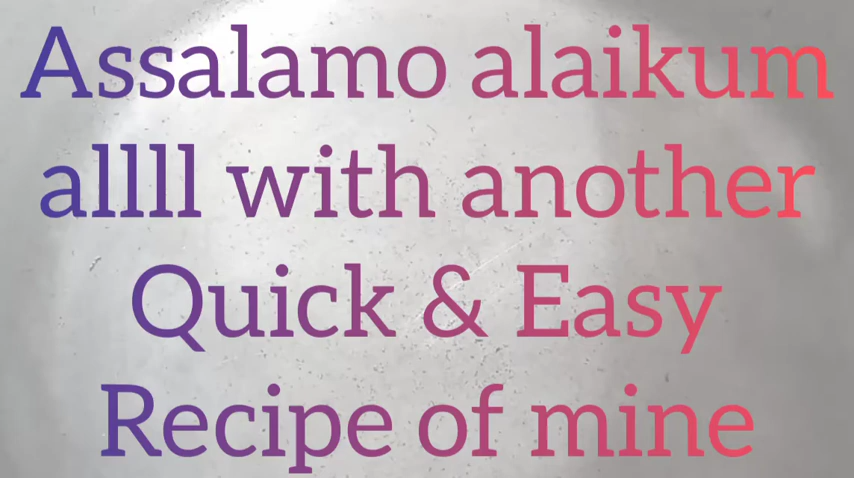 Assalamo alaikum
allll with another
Quick & Easy
Recipe of mine